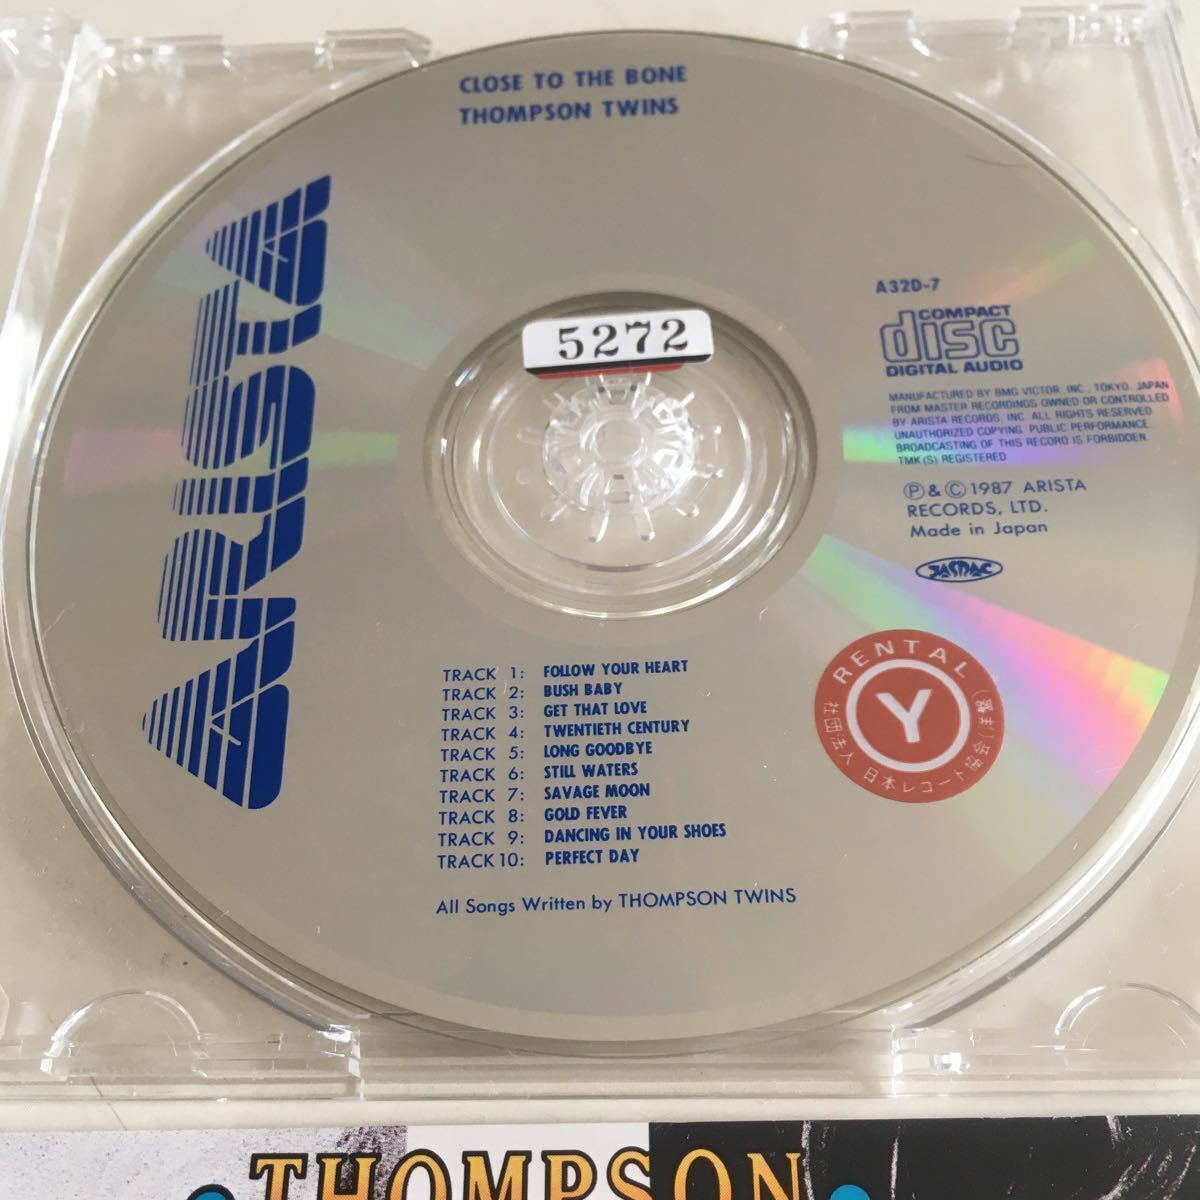 CLOSE TO THE BONE
THOMPSON TWINS
ARISTA
5272
A32D-7
COMPACT
disc
DIGITAL AUDIO
MANUFACTURED BY BMG VICTOR, INC., TOKYO, JAPAN
FROM MASTER RECORDINGS OWNED OR CONTROLLED
BY ARISTA RECORDS, INC. ALL RIGHTS RESERVED
UNAUTHORIZED COPYING, PUBLIC PERFORMANCE,
BROADCASTING OF THIS RECORD IS FORBIDDEN.
TMK(S) REGISTERED
Ⓟ & Ⓒ 1987 ARISTA
RECORDS, LTD.
Made in Japan
JASRAC
RENTAL
Y
社団法人 日本レコード協会(貸盤)
TRACK 1: FOLLOW YOUR HEART
TRACK 2: BUSH BABY
TRACK 3: GET THAT LOVE
TRACK 4: TWENTIETH CENTURY
TRACK 5: LONG GOODBYE
TRACK 6: STILL WATERS
TRACK 7: SAVAGE MOON
TRACK 8: GOLD FEVER
TRACK 9: DANCING IN YOUR SHOES
TRACK 10: PERFECT DAY
All Songs Written by THOMPSON TWINS
THOMPSON